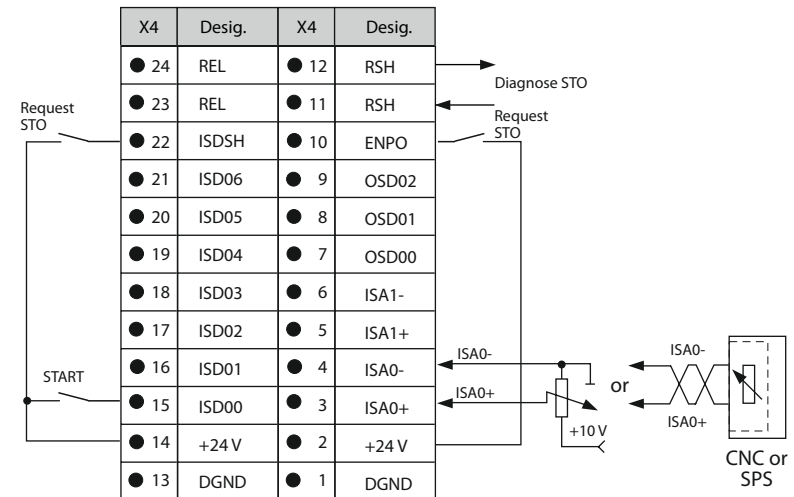 X4 Desig. X4 Desig.
24 REL 12 RSH
Diagnose STO
23 REL 11 RSH
Request
STO
Request
STO
22 ISDSH 10 ENPO
21 ISD06 9 OSD02
20 ISD05 8 OSD01
19 ISD04 7 OSD00
18 ISD03 6 ISA1-
17 ISD02 5 ISA1+
16 ISD01 4 ISA0-
ISA0-
ISA0-
START
or
15 ISD00 3 ISA0+
ISA0+
ISA0+
+10 V
14 +24 V 2 +24 V
13 DGND 1 DGND
CNC or
SPS